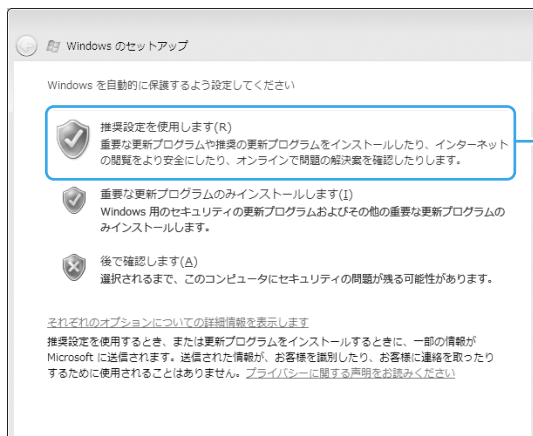 Windows のセットアップ
Windows を自動的に保護するよう設定してください
推奨設定を使用します(R)
重要な更新プログラムや推奨の更新プログラムをインストールしたり、インターネット
の閲覧をより安全にしたり、オンラインで問題の解決案を確認したりします。
重要な更新プログラムのみインストールします(I)
Windows 用のセキュリティの更新プログラムおよびその他の重要な更新プログラムの
みインストールします。
後で確認します(A)
選択されるまで、このコンピュータにセキュリティの問題が残る可能性があります。
それぞれのオプションについての詳細情報を表示します
推奨設定を使用するとき、または更新プログラムをインストールするときに、一部の情報が
Microsoft に送信されます。送信された情報が、お客様を識別したり、お客様に連絡を取ったり
するために使用されることはありません。プライバシーに関する声明をお読みください